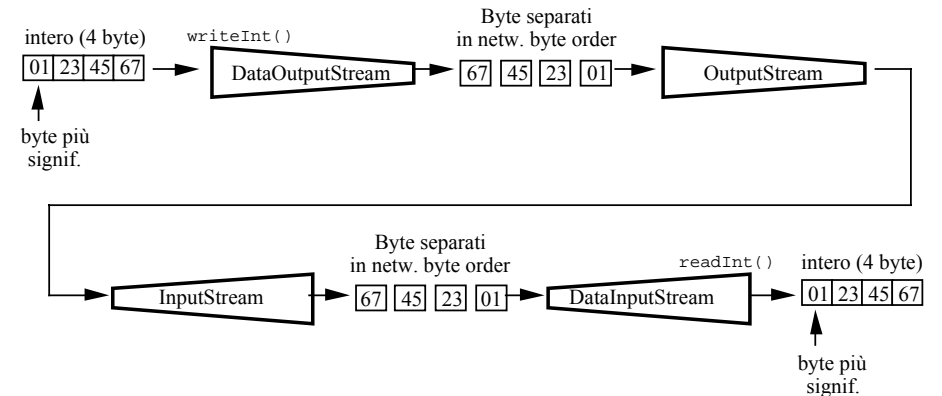 Byte separati
in netw. byte order
intero (4 byte)
writeInt()
01 23 45 67
DataOutputStream
67 45 23 01
OutputStream
byte più
signif.
Byte separati
in netw. byte order
readInt()
intero (4 byte)
InputStream
67 45 23 01
DataInputStream
01 23 45 67
byte più
signif.